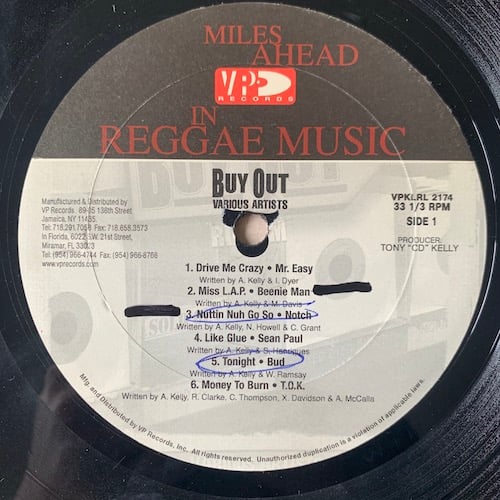 MILES
AHEAD
VP
RECORDS
IN
REGGAE MUSIC
BUY OUT
VARIOUS ARTISTS
Manufactured & Distributed by
VP Records 89-05 138th Street
Jamaica, NY 11435.
Tel: 718.291.7058 Fax: 718.658.3573
In Florida, 6022 S.W. 21st Street,
Miramar, FL 33023
Tel: (954) 966-4744 Fax: (954) 966-8766
www.vprecords.com
VPKLRL 2174
33 1/3 RPM
SIDE 1
PRODUCER:
TONY "CD" KELLY
1. Drive Me Crazy • Mr. Easy
Written by A. Kelly & I. Dyer
2. Miss L.A.P. • Beenie Man
Written by A. Kelly & M. Davis
3. Nuttin Nuh Go So • Notch
Written by A. Kelly, N. Howell & C. Grant
4. Like Glue • Sean Paul
Written by A. Kelly & S. Henriques
5. Tonight • Bud
Written by A. Kelly & W. Ramsay
6. Money To Burn • T.O.K.
Written by A. Kelly, R. Clarke, C. Thompson, X. Davidson & A. McCalla
Mfg. and Distributed by VP Records, Inc. All rights reserved. Unauthorized duplication is a violation of applicable laws.